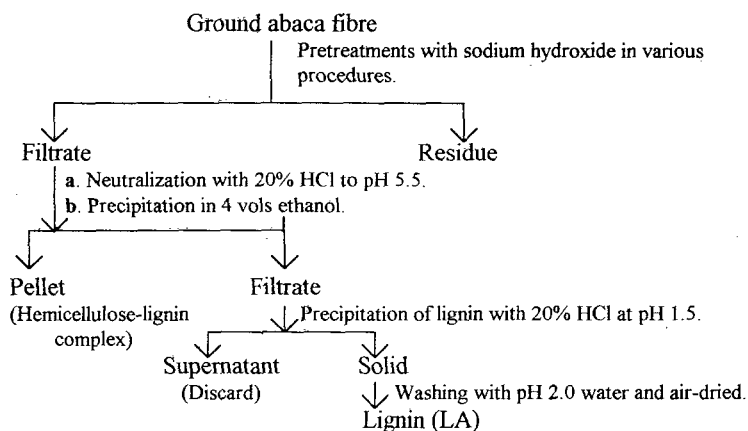 Ground abaca fibre
Pretreatments with sodium hydroxide in various
procedures.
Filtrate
Residue
a. Neutralization with 20% HCl to pH 5.5.
b. Precipitation in 4 vols ethanol.
Pellet
(Hemicellulose-lignin
complex)
Filtrate
Precipitation of lignin with 20% HCl at pH 1.5.
Supernatant
(Discard)
Solid
Washing with pH 2.0 water and air-dried.
Lignin (LA)